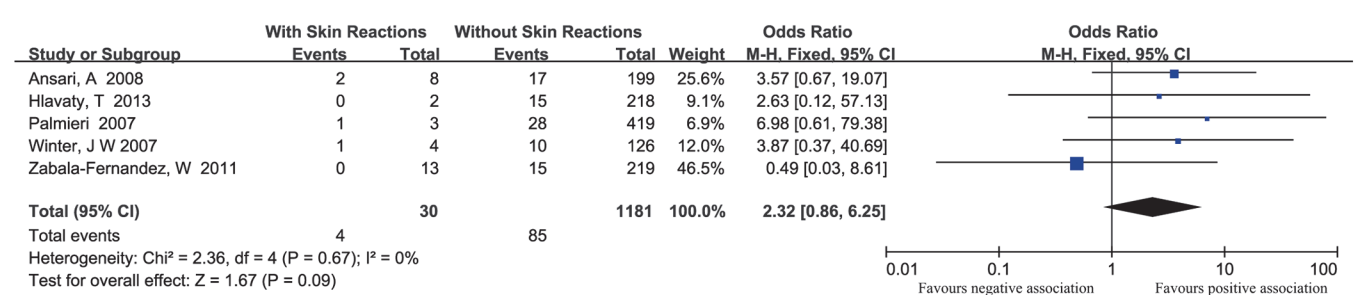 With Skin Reactions Without Skin Reactions Odds Ratio Odds Ratio
Study or Subgroup Events Total Events Total Weight M-H, Fixed, 95% CI M-H, Fixed, 95% CI
Ansari, A 2008 2 8 17 199 25.6% 3.57 [0.67, 19.07]
Hlavaty, T 2013 0 2 15 218 9.1% 2.63 [0.12, 57.13]
Palmieri 2007 1 3 28 419 6.9% 6.98 [0.61, 79.38]
Winter, J W 2007 1 4 10 126 12.0% 3.87 [0.37, 40.69]
Zabala-Fernandez, W 2011 0 13 15 219 46.5% 0.49 [0.03, 8.61]
Total (95% CI) 30 1181 100.0% 2.32 [0.86, 6.25]
Total events 4 85
Heterogeneity: Chi² = 2.36, df = 4 (P = 0.67); I² = 0%
Test for overall effect: Z = 1.67 (P = 0.09)
0.01 0.1 1 10 100
Favours negative association Favours positive association